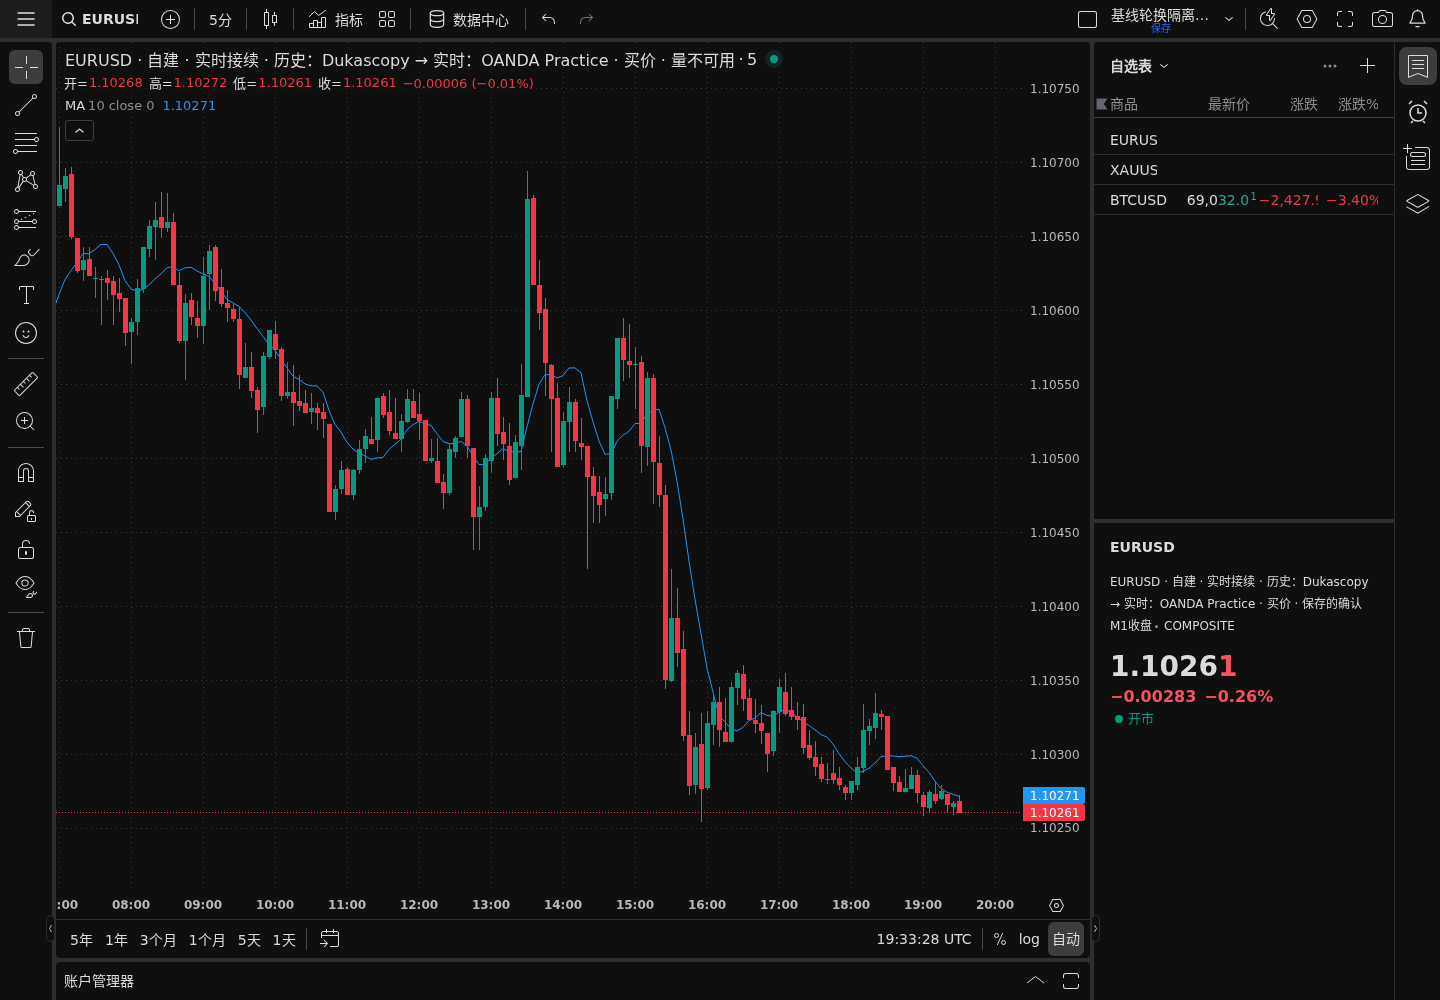 EURUSI
5分
指标
数据中心
基线轮换隔离...
保存
EURUSD · 自建 · 实时接续 · 历史：Dukascopy → 实时：OANDA Practice · 买价 · 量不可用 · 5
开=1.10268 高=1.10272 低=1.10261 收=1.10261 −0.00006 (−0.01%)
MA 10 close 0 1.10271
1.10750
1.10700
1.10650
1.10600
1.10550
1.10500
1.10450
1.10400
1.10350
1.10300
1.10271
1.10261
1.10250
:00 08:00 09:00 10:00 11:00 12:00 13:00 14:00 15:00 16:00 17:00 18:00 19:00 20:00
5年 1年 3个月 1个月 5天 1天
19:33:28 UTC % log 自动
账户管理器
自选表
商品 最新价 涨跌 涨跌%
EURUS
XAUUS
BTCUSD 69,032.01 −2,427.9 −3.40%
EURUSD
EURUSD · 自建 · 实时接续 · 历史：Dukascopy
→ 实时：OANDA Practice · 买价 · 保存的确认
M1收盘 • COMPOSITE
1.10261
−0.00283 −0.26%
开市